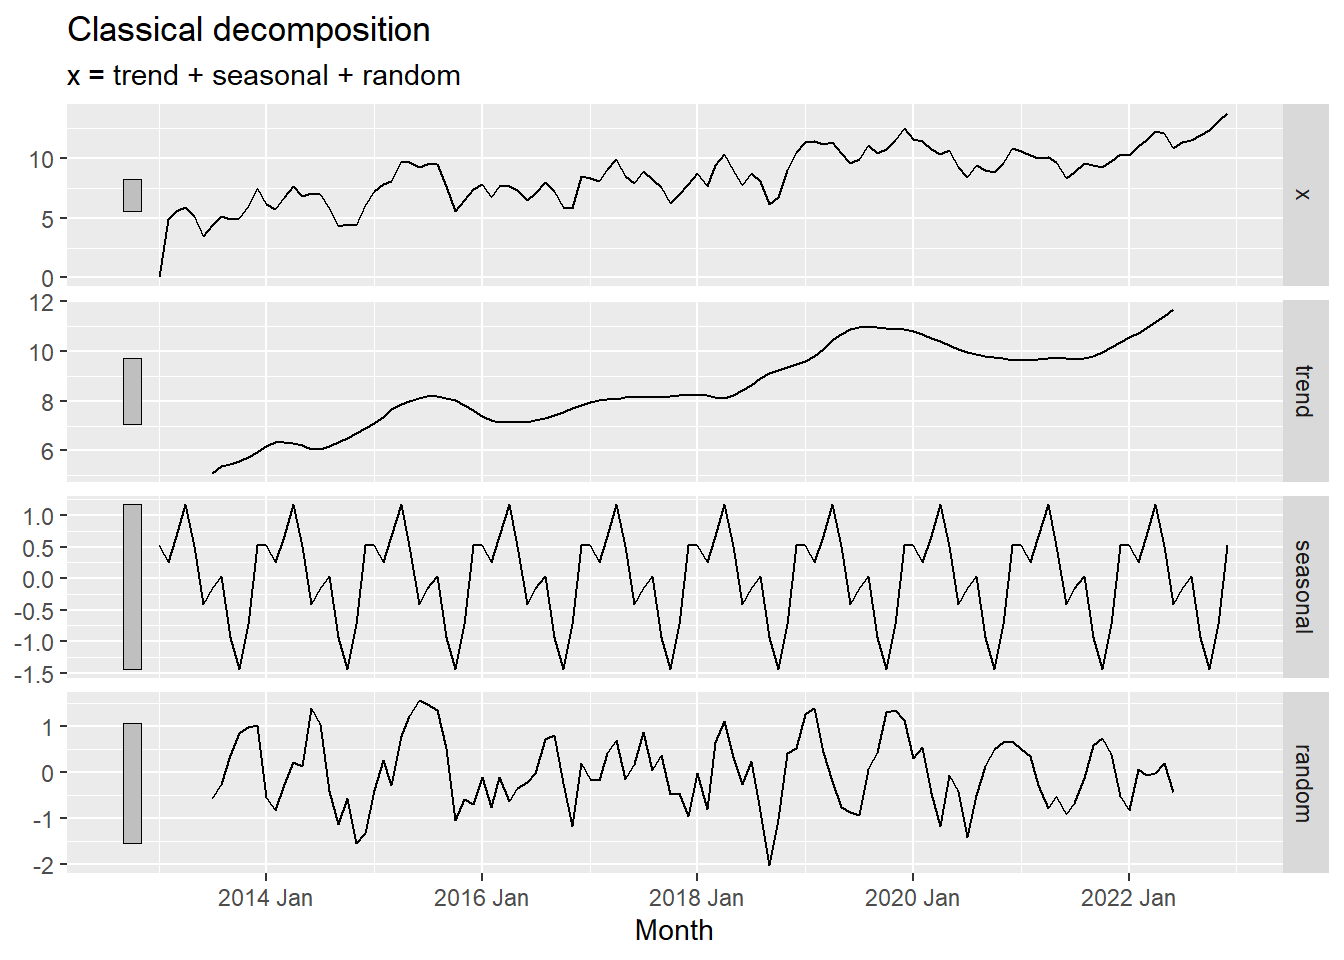 Classical decomposition
x = trend + seasonal + random
10
5
0
x
12
10
8
6
trend
1.0
0.5
0.0
-0.5
-1.0
-1.5
seasonal
1
0
-1
-2
random
2014 Jan 2016 Jan 2018 Jan 2020 Jan 2022 Jan
Month